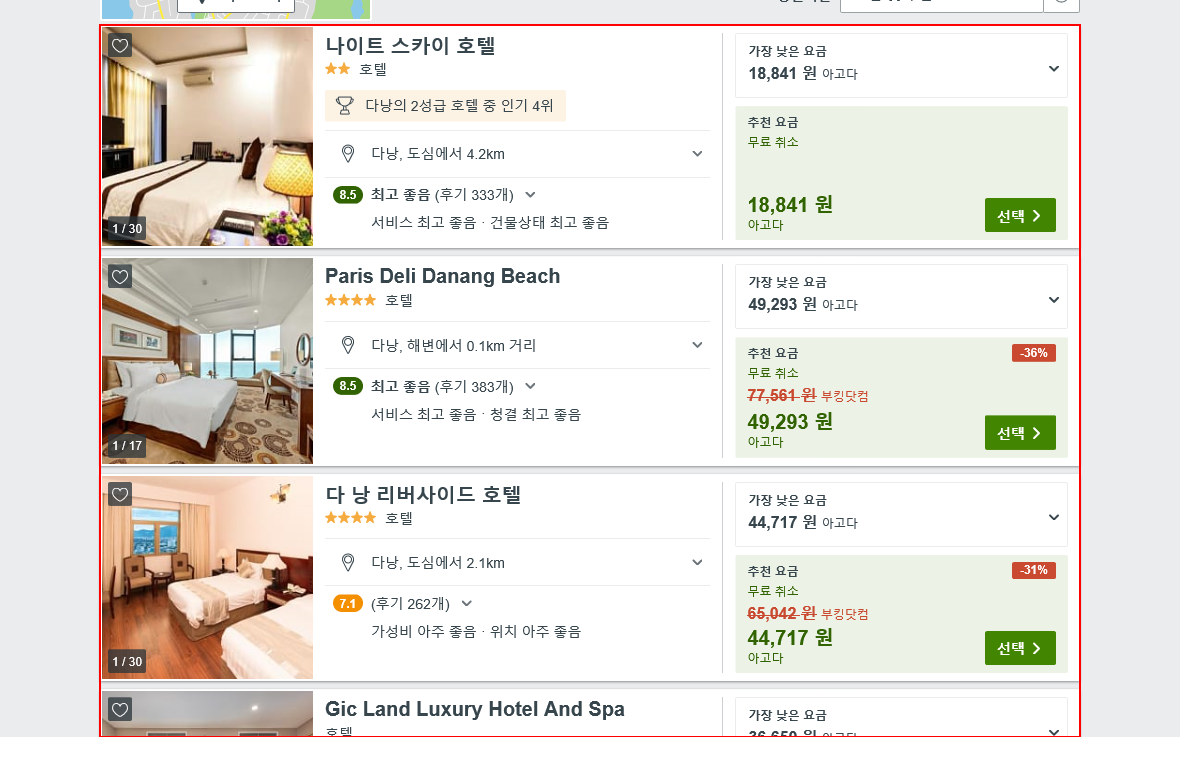 나이트 스카이 호텔
호텔
다낭의 2성급 호텔 중 인기 4위
다낭, 도심에서 4.2km
8.5 최고 좋음 (후기 333개)
서비스 최고 좋음 · 건물상태 최고 좋음
1 / 30
가장 낮은 요금
18,841 원 아고다
추천 요금
무료 취소
18,841 원
아고다
선택
Paris Deli Danang Beach
호텔
다낭, 해변에서 0.1km 거리
8.5 최고 좋음 (후기 383개)
서비스 최고 좋음 · 청결 최고 좋음
1 / 17
가장 낮은 요금
49,293 원 아고다
추천 요금 -36%
무료 취소
77,561 원 부킹닷컴
49,293 원
아고다
선택
다 낭 리버사이드 호텔
호텔
다낭, 도심에서 2.1km
7.1 (후기 262개)
가성비 아주 좋음 · 위치 아주 좋음
1 / 30
가장 낮은 요금
44,717 원 아고다
추천 요금 -31%
무료 취소
65,042 원 부킹닷컴
44,717 원
아고다
선택
Gic Land Luxury Hotel And Spa
호텔
가장 낮은 요금
36,659 원 아고다